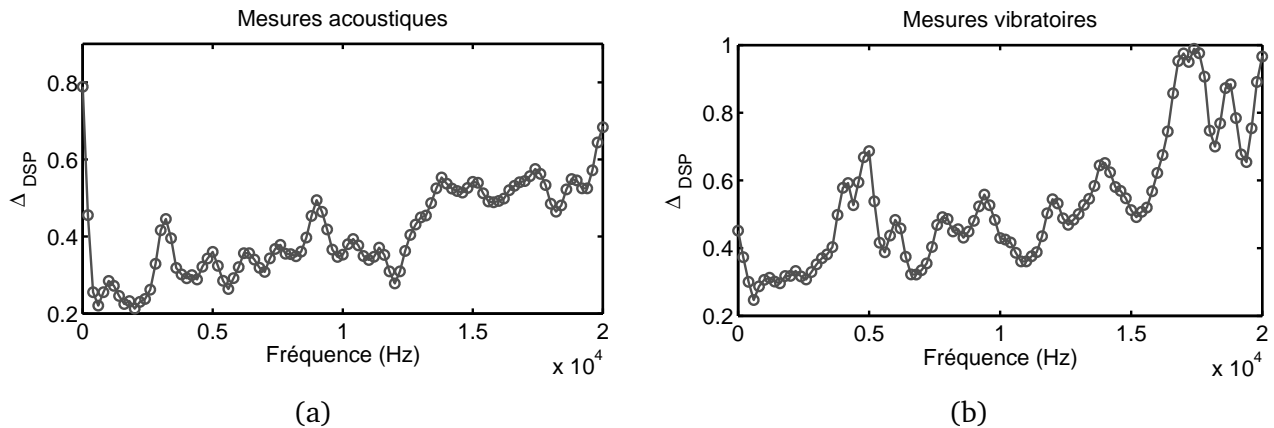 Mesures acoustiques
0.8
0.6
0.4
0.2
Δ DSP
0 0.5 1 1.5 2
Fréquence (Hz)
x 10^4
(a)
Mesures vibratoires
1
0.8
0.6
0.4
0.2
Δ DSP
0 0.5 1 1.5 2
Fréquence (Hz)
x 10^4
(b)